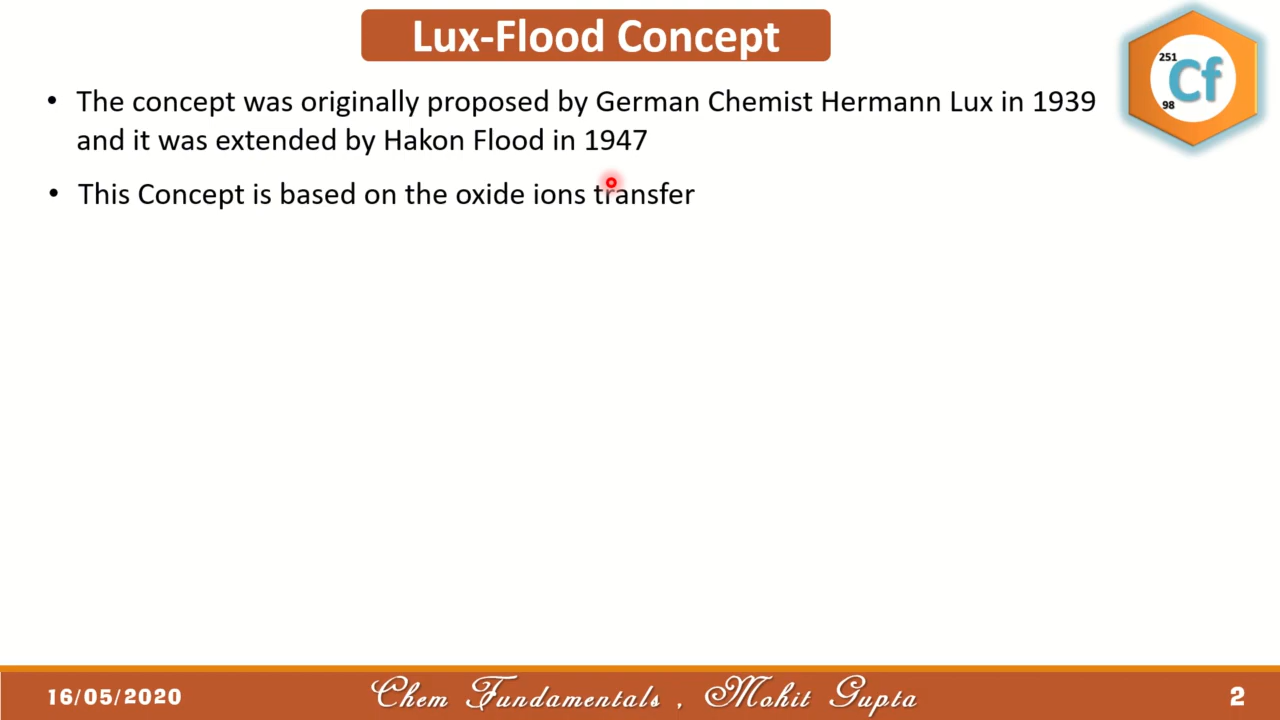 Lux-Flood Concept
251
Cf
98
• The concept was originally proposed by German Chemist Hermann Lux in 1939
and it was extended by Hakon Flood in 1947
• This Concept is based on the oxide ions transfer
16/05/2020
Chem Fundamentals , Mohit Gupta
2